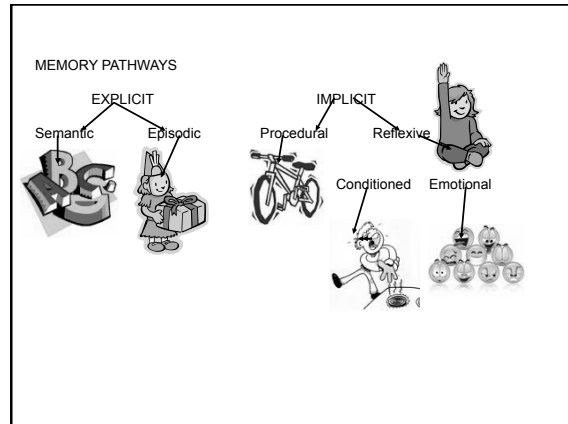 MEMORY PATHWAYS
EXPLICIT IMPLICIT
Semantic Episodic Procedural Reflexive
Conditioned Emotional